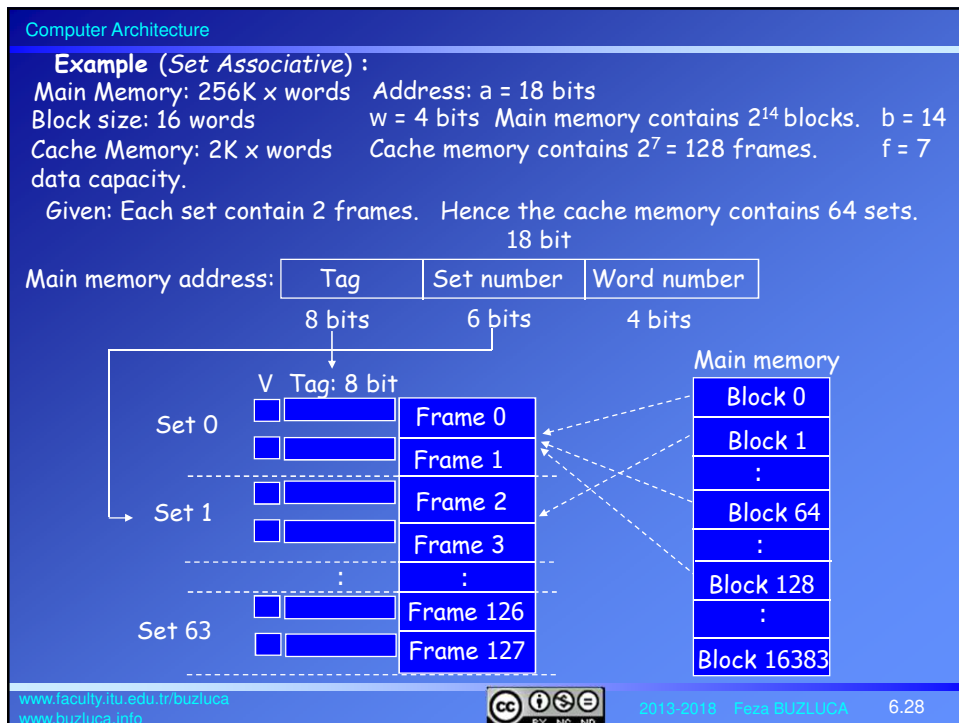 Computer Architecture
Example (Set Associative) :
Main Memory: 256K x words Address: a = 18 bits
Block size: 16 words w = 4 bits Main memory contains 2¹⁴ blocks. b = 14
Cache Memory: 2K x words Cache memory contains 2⁷ = 128 frames. f = 7
data capacity.
Given: Each set contain 2 frames. Hence the cache memory contains 64 sets.
18 bit
Main memory address: Tag Set number Word number
8 bits 6 bits 4 bits
Main memory
V Tag: 8 bit
Block 0
Set 0 Frame 0
Block 1
Frame 1
:
Set 1 Frame 2
Block 64
Frame 3
:
: :
Block 128
Frame 126
:
Set 63
Frame 127
Block 16383
www.faculty.itu.edu.tr/buzluca
www.buzluca.info
cc
BY NC ND
2013-2018 Feza BUZLUCA 6.28